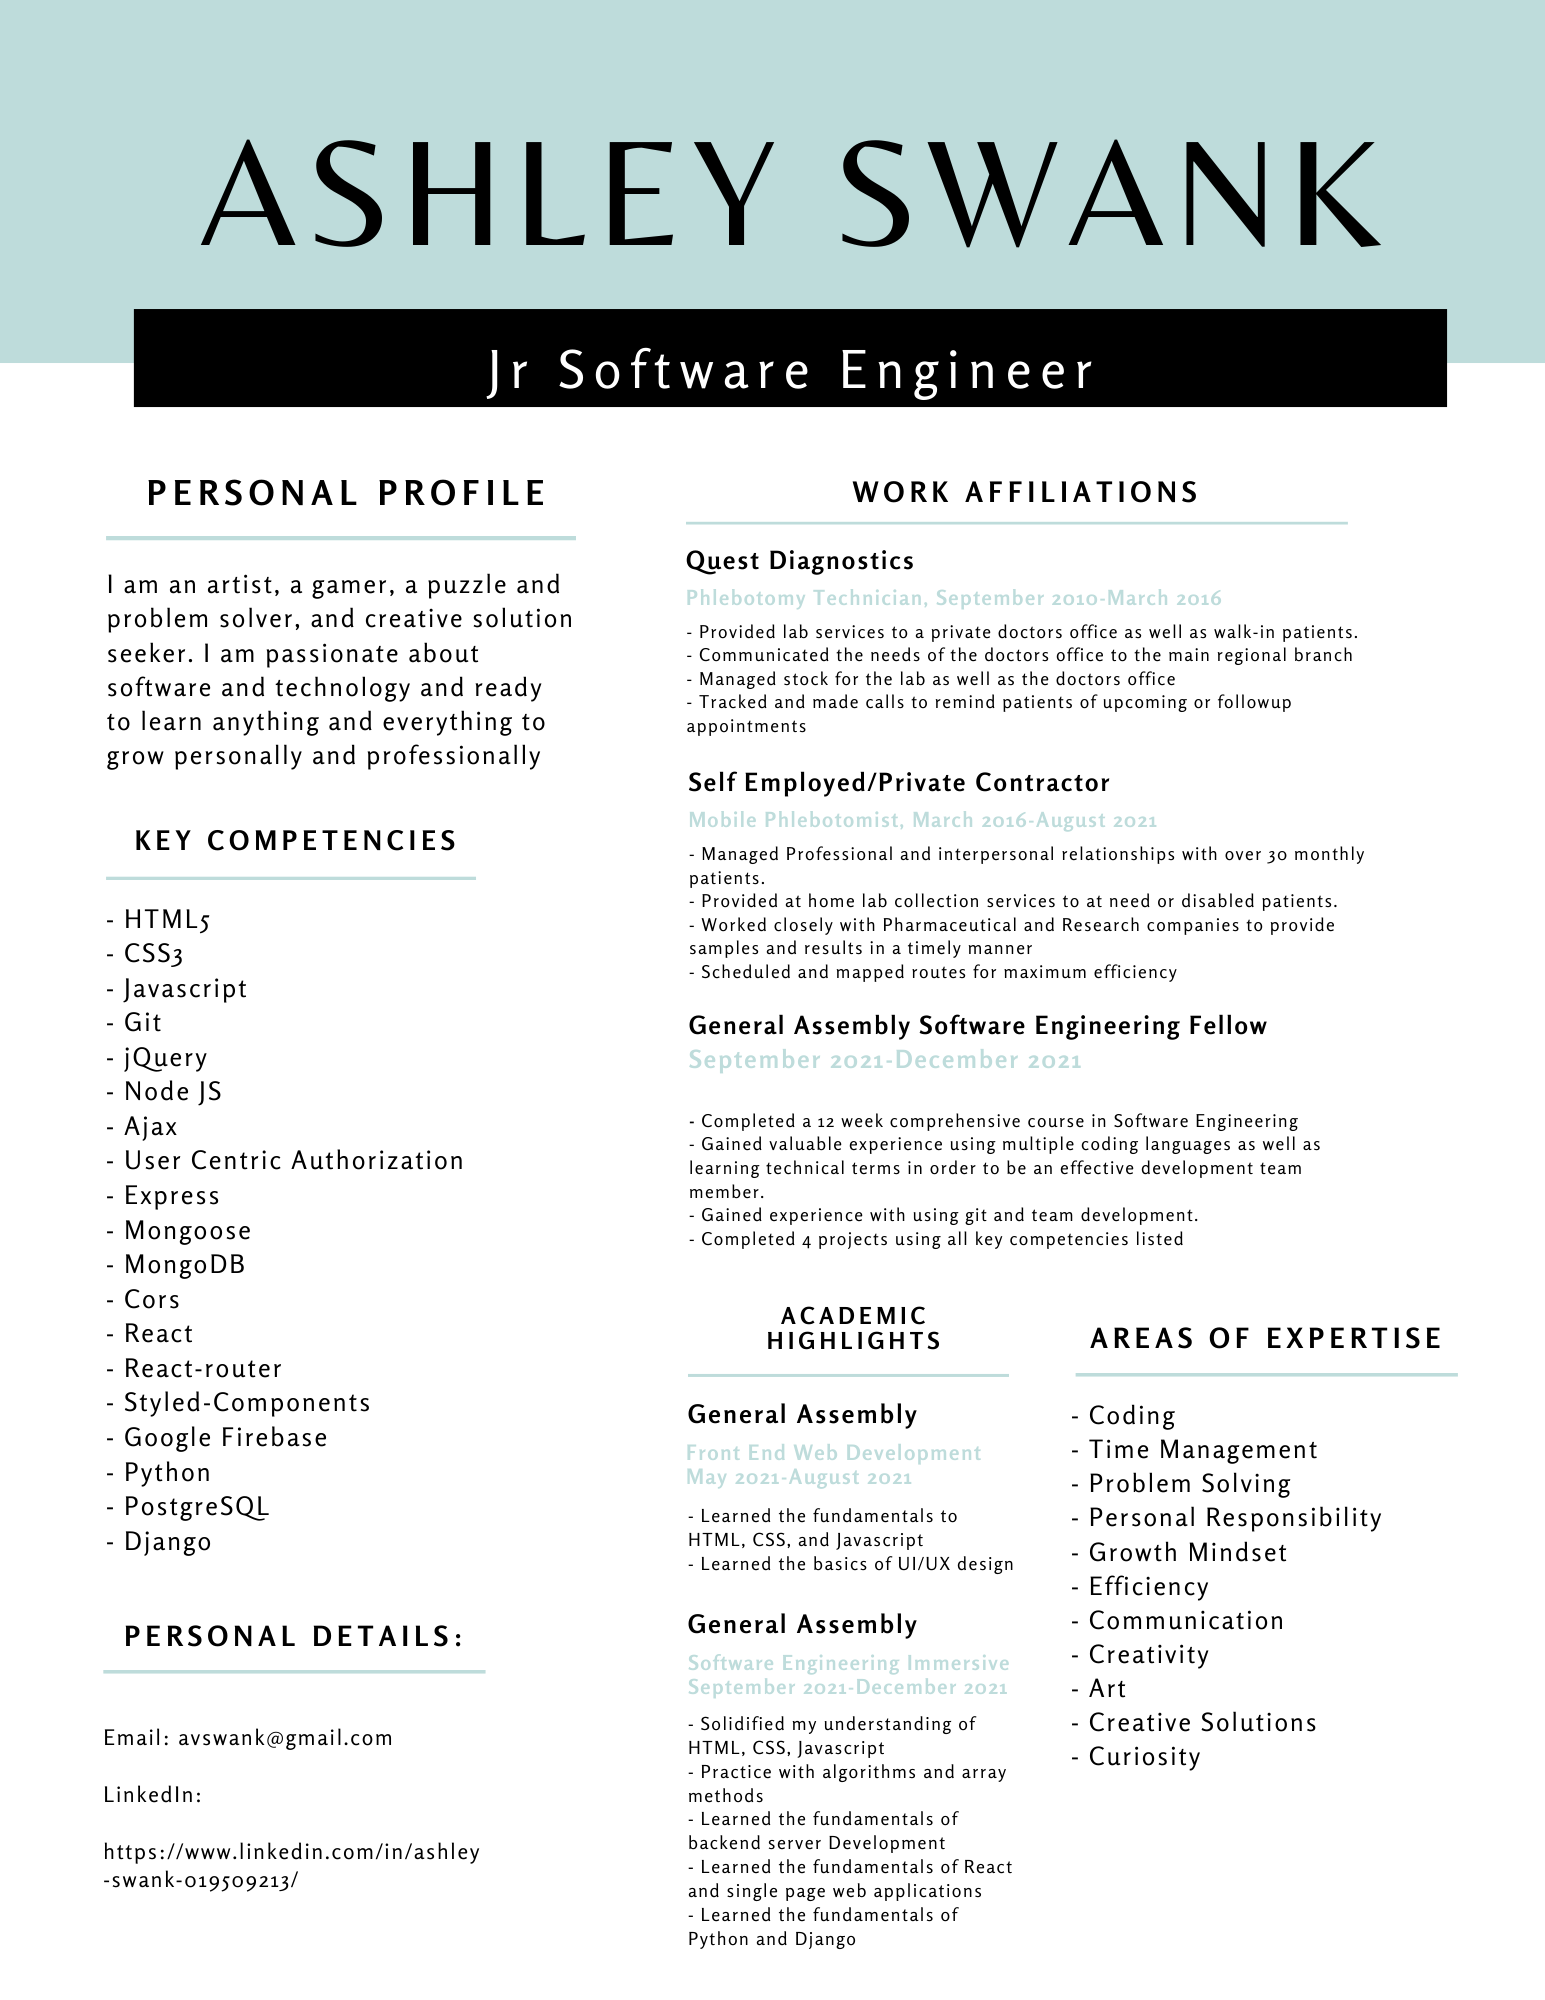 ASHLEY SWANK
Jr Software Engineer
PERSONAL PROFILE
I am an artist, a gamer, a puzzle and
problem solver, and creative solution
seeker. I am passionate about
software and technology and ready
to learn anything and everything to
grow personally and professionally
KEY COMPETENCIES
- HTML5
- CSS3
- Javascript
- Git
- jQuery
- Node JS
- Ajax
- User Centric Authorization
- Express
- Mongoose
- MongoDB
- Cors
- React
- React-router
- Styled-Components
- Google Firebase
- Python
- PostgreSQL
- Django
PERSONAL DETAILS:
Email: avswank@gmail.com
LinkedIn:
https://www.linkedin.com/in/ashley
-swank-019509213/
WORK AFFILIATIONS
Quest Diagnostics
Phlebotomy Technician, September 2010-March 2016
- Provided lab services to a private doctors office as well as walk-in patients.
- Communicated the needs of the doctors office to the main regional branch
- Managed stock for the lab as well as the doctors office
- Tracked and made calls to remind patients of upcoming or followup
appointments
Self Employed/Private Contractor
Mobile Phlebotomist, March 2016-August 2021
- Managed Professional and interpersonal relationships with over 30 monthly
patients.
- Provided at home lab collection services to at need or disabled patients.
- Worked closely with Pharmaceutical and Research companies to provide
samples and results in a timely manner
- Scheduled and mapped routes for maximum efficiency
General Assembly Software Engineering Fellow
September 2021-December 2021
- Completed a 12 week comprehensive course in Software Engineering
- Gained valuable experience using multiple coding languages as well as
learning technical terms in order to be an effective development team
member.
- Gained experience with using git and team development.
- Completed 4 projects using all key competencies listed
ACADEMIC
HIGHLIGHTS
General Assembly
Front End Web Development
May 2021-August 2021
- Learned the fundamentals to
HTML, CSS, and Javascript
- Learned the basics of UI/UX design
General Assembly
Software Engineering Immersive
September 2021-December 2021
- Solidified my understanding of
HTML, CSS, Javascript
- Practice with algorithms and array
methods
- Learned the fundamentals of
backend server Development
- Learned the fundamentals of React
and single page web applications
- Learned the fundamentals of
Python and Django
AREAS OF EXPERTISE
- Coding
- Time Management
- Problem Solving
- Personal Responsibility
- Growth Mindset
- Efficiency
- Communication
- Creativity
- Art
- Creative Solutions
- Curiosity